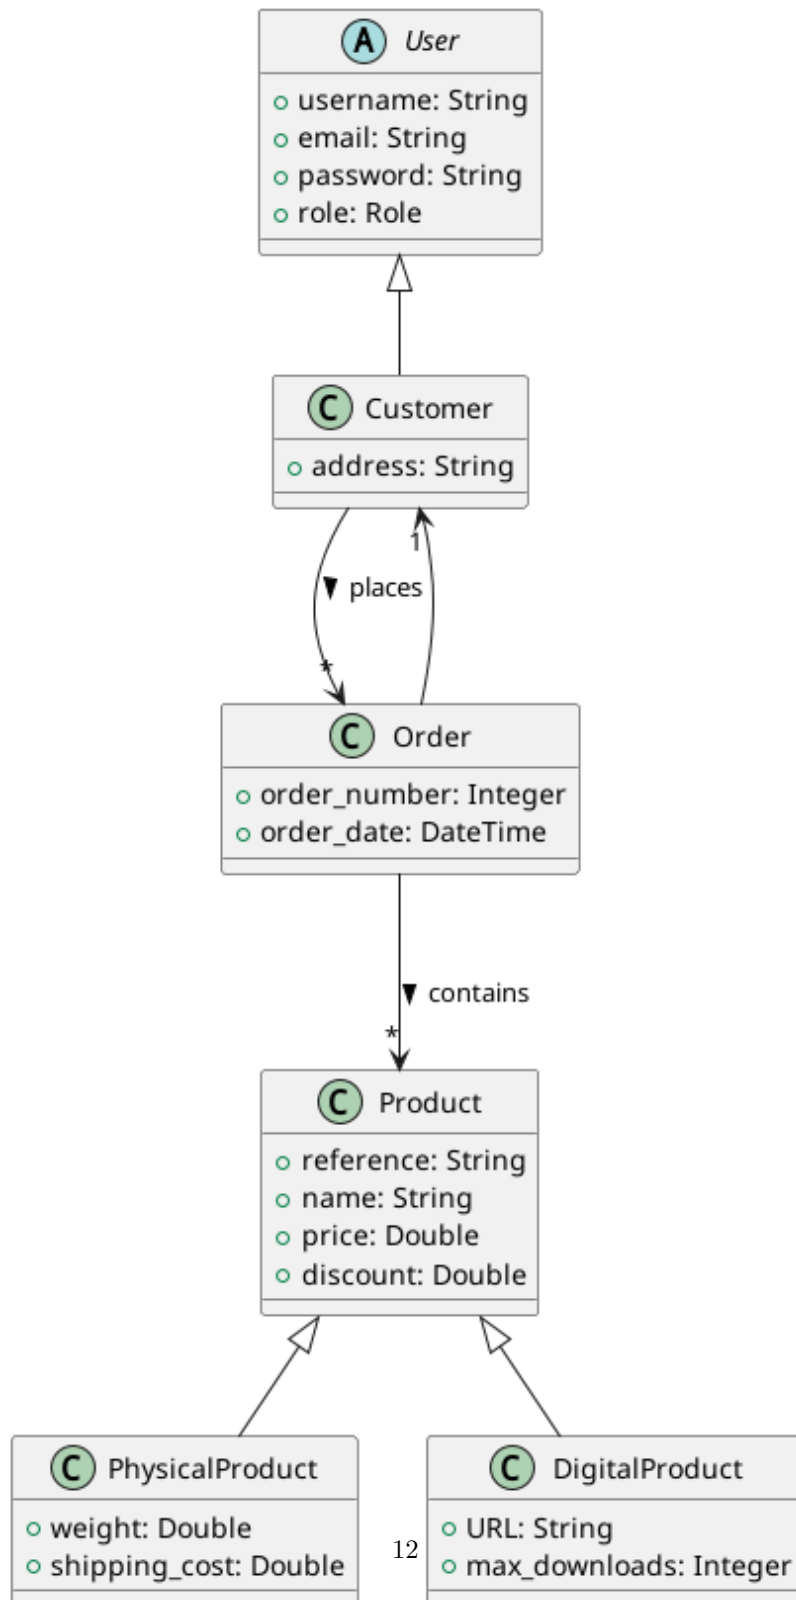 A User
username: String
email: String
password: String
role: Role
C Customer
address: String
1
places
*
C Order
order_number: Integer
order_date: DateTime
contains
*
C Product
reference: String
name: String
price: Double
discount: Double
C PhysicalProduct
weight: Double
shipping_cost: Double
C DigitalProduct
URL: String
max_downloads: Integer
12